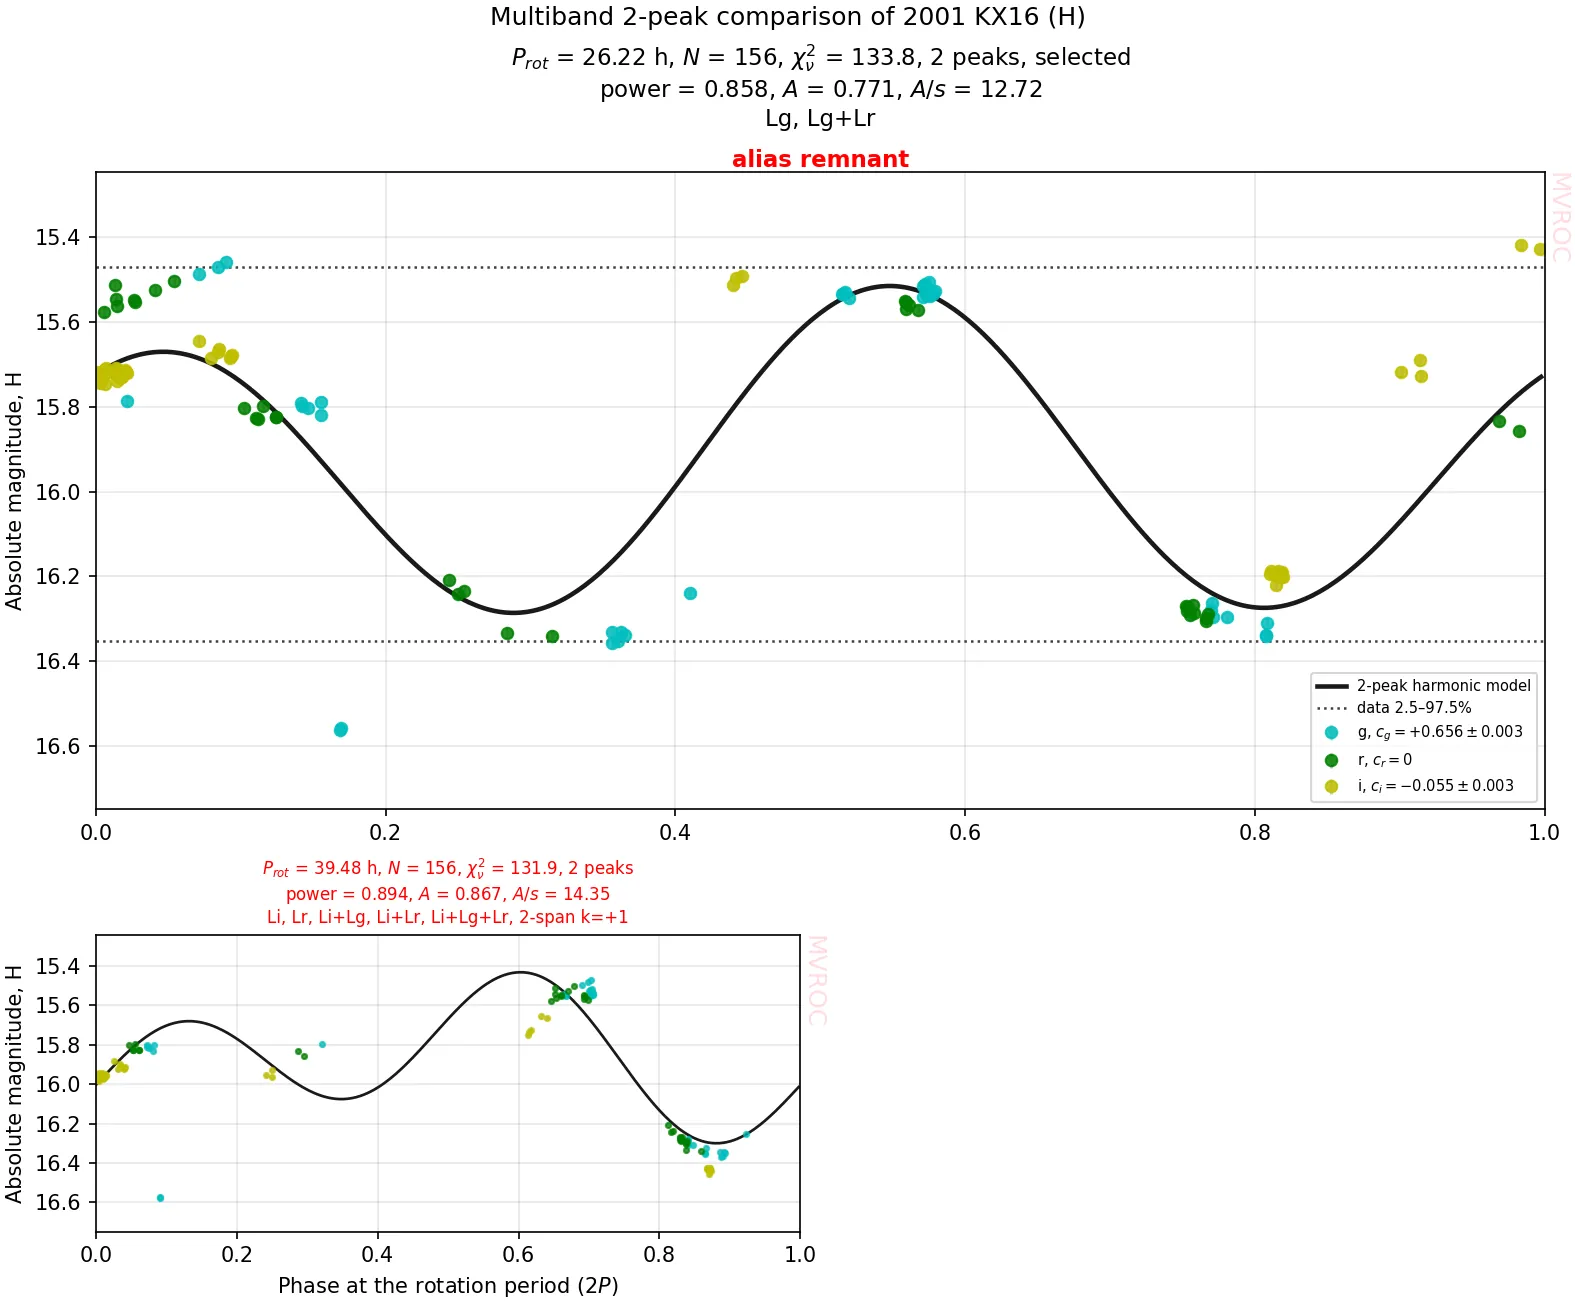 Multiband 2-peak comparison of 2001 KX16 (H)
P_rot = 26.22 h, N = 156, χ²_ν = 133.8, 2 peaks, selected
power = 0.858, A = 0.771, A/s = 12.72
Lg, Lg+Lr
alias remnant
MVROC
Absolute magnitude, H
15.4
15.6
15.8
16.0
16.2
16.4
16.6
2-peak harmonic model
data 2.5–97.5%
g, c_g = +0.656 ± 0.003
r, c_r = 0
i, c_i = −0.055 ± 0.003
0.0 0.2 0.4 0.6 0.8 1.0
P_rot = 39.48 h, N = 156, χ²_ν = 131.9, 2 peaks
power = 0.894, A = 0.867, A/s = 14.35
Li, Lr, Li+Lg, Li+Lr, Li+Lg+Lr, 2-span k=+1
MVROC
Absolute magnitude, H
15.4
15.6
15.8
16.0
16.2
16.4
16.6
0.0 0.2 0.4 0.6 0.8 1.0
Phase at the rotation period (2P)